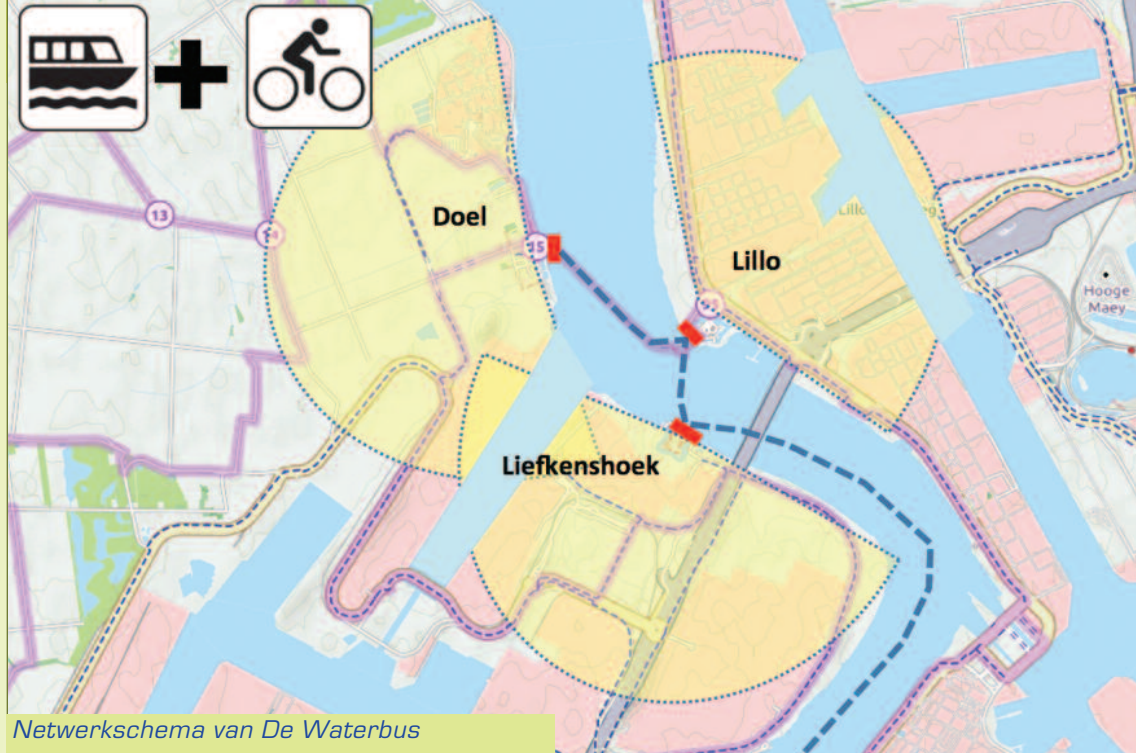 13
Doel
15
Lillo
Hooge
Maey
Liefkenshoek
Netwerkschema van De Waterbus